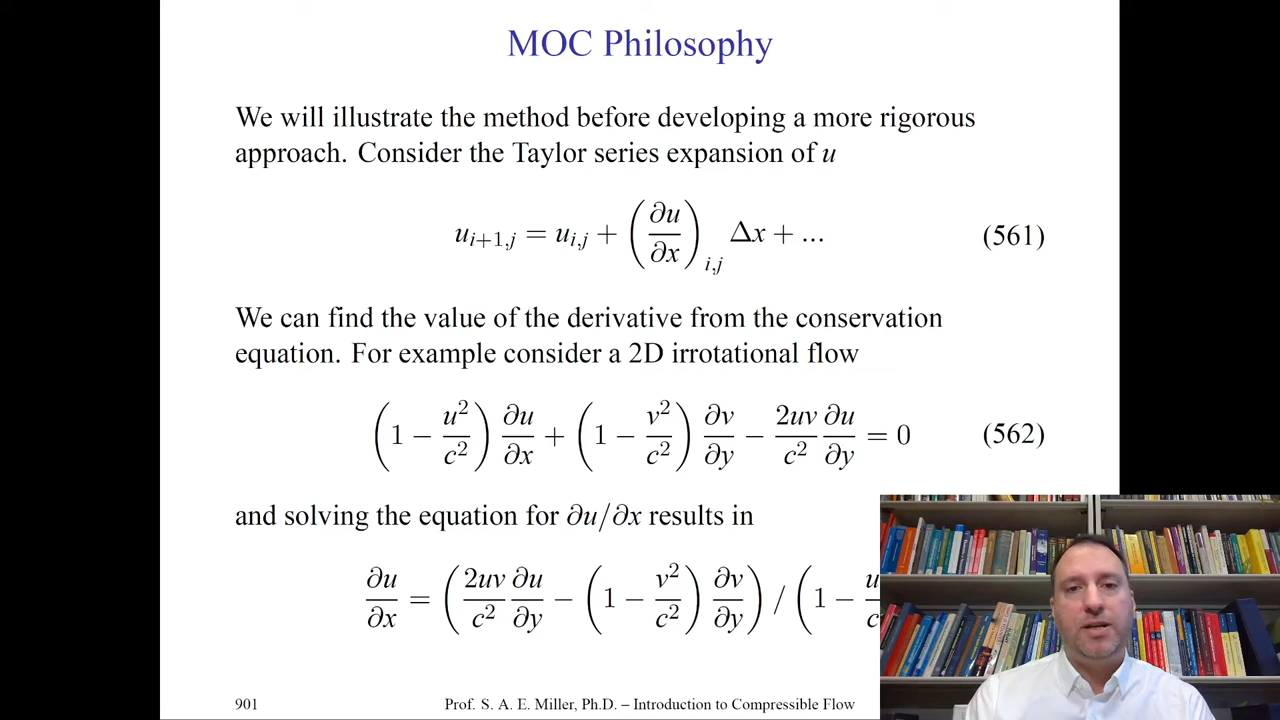 MOC Philosophy
We will illustrate the method before developing a more rigorous
approach. Consider the Taylor series expansion of u
u_{i+1,j} = u_{i,j} + (∂u/∂x)_{i,j} Δx + ... (561)
We can find the value of the derivative from the conservation
equation. For example consider a 2D irrotational flow
(1 − u²/c²) ∂u/∂x + (1 − v²/c²) ∂v/∂y − 2uv/c² ∂u/∂y = 0 (562)
and solving the equation for ∂u/∂x results in
∂u/∂x = (2uv/c² ∂u/∂y − (1 − v²/c²) ∂v/∂y) / (1 − u/c
901 Prof. S. A. E. Miller, Ph.D. – Introduction to Compressible Flow